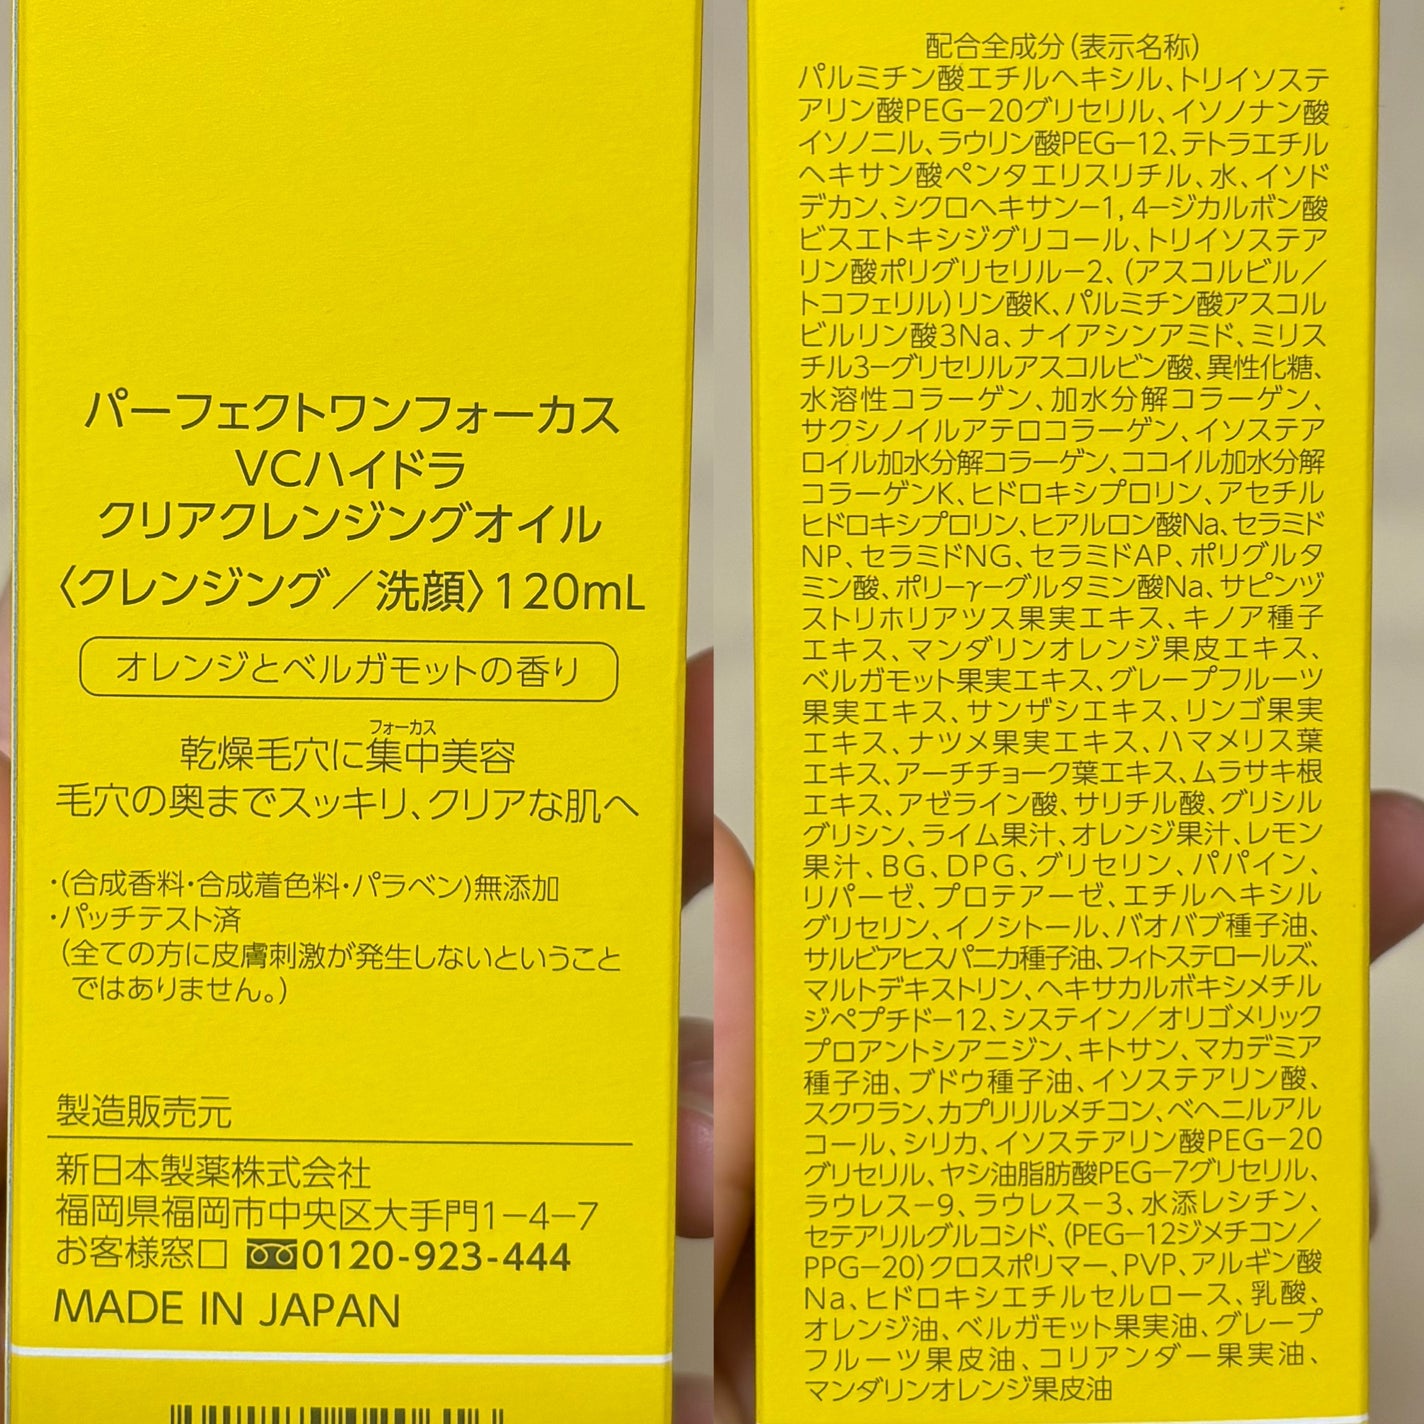 パーフェクトワンフォーカス
VCハイドラ
クリアクレンジングオイル
〈クレンジング／洗顔〉120mL
オレンジとベルガモットの香り
フォーカス
乾燥毛穴に集中美容
毛穴の奥までスッキリ、クリアな肌へ
・(合成香料・合成着色料・パラベン)無添加
・パッチテスト済
(全ての方に皮膚刺激が発生しないということ
ではありません。)
製造販売元
新日本製薬株式会社
福岡県福岡市中央区大手門1－4－7
お客様窓口 0120-923-444
MADE IN JAPAN
配合全成分(表示名称)
パルミチン酸エチルヘキシル、トリイソステ
アリン酸PEG－20グリセリル、イソノナン酸
イソノニル、ラウリン酸PEG－12、テトラエチル
ヘキサン酸ペンタエリスリチル、水、イソド
デカン、シクロヘキサン－1, 4－ジカルボン酸
ビスエトキシジグリコール、トリイソステア
リン酸ポリグリセリル－2、(アスコルビル／
トコフェリル)リン酸K、パルミチン酸アスコル
ビルリン酸3Na、ナイアシンアミド、ミリス
チル3－グリセリルアスコルビン酸、異性化糖、
水溶性コラーゲン、加水分解コラーゲン、
サクシノイルアテロコラーゲン、イソステア
ロイル加水分解コラーゲン、ココイル加水分解
コラーゲンK、ヒドロキシプロリン、アセチル
ヒドロキシプロリン、ヒアルロン酸Na、セラミド
NP、セラミドNG、セラミドAP、ポリグルタ
ミン酸、ポリ－γ－グルタミン酸Na、サピンヅ
ストリホリアツス果実エキス、キノア種子
エキス、マンダリンオレンジ果皮エキス、
ベルガモット果実エキス、グレープフルーツ
果実エキス、サンザシエキス、リンゴ果実
エキス、ナツメ果実エキス、ハマメリス葉
エキス、アーチチョーク葉エキス、ムラサキ根
エキス、アゼライン酸、サリチル酸、グリシル
グリシン、ライム果汁、オレンジ果汁、レモン
果汁、BG、DPG、グリセリン、パパイン、
リパーゼ、プロテアーゼ、エチルヘキシル
グリセリン、イノシトール、バオバブ種子油、
サルビアヒスパニカ種子油、フィトステロールズ、
マルトデキストリン、ヘキサカルボキシメチル
ジペプチド－12、システイン／オリゴメリック
プロアントシアニジン、キトサン、マカデミア
種子油、ブドウ種子油、イソステアリン酸、
スクワラン、カプリリルメチコン、ベヘニルアル
コール、シリカ、イソステアリン酸PEG－20
グリセリル、ヤシ油脂肪酸PEG－7グリセリル、
ラウレス－9、ラウレス－3、水添レシチン、
セテアリルグルコシド、(PEG－12ジメチコン／
PPG－20)クロスポリマー、PVP、アルギン酸
Na、ヒドロキシエチルセルロース、乳酸、
オレンジ油、ベルガモット果実油、グレープ
フルーツ果皮油、コリアンダー果実油、
マンダリンオレンジ果皮油